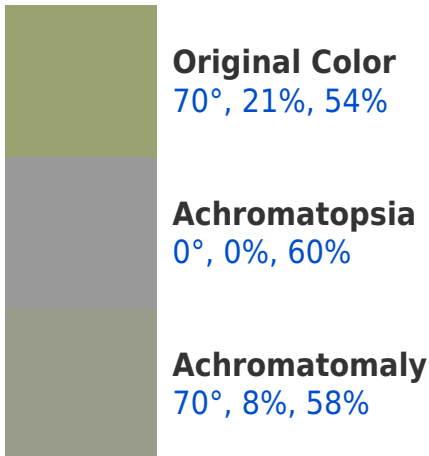 Original Color
70°, 21%, 54%
Achromatopsia
0°, 0%, 60%
Achromatomaly
70°, 8%, 58%